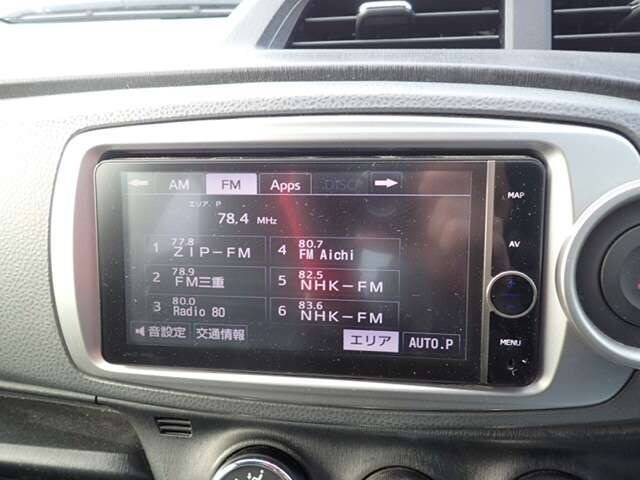 AM FM Apps DISC
エリア. P
78.4 MHz
1 77.8 ZIP-FM
2 78.9 FM三重
3 80.0 Radio 80
4 80.7 FM Aichi
5 82.5 NHK-FM
6 83.6 NHK-FM
音設定 交通情報 エリア AUTO.P
MAP
AV
MENU